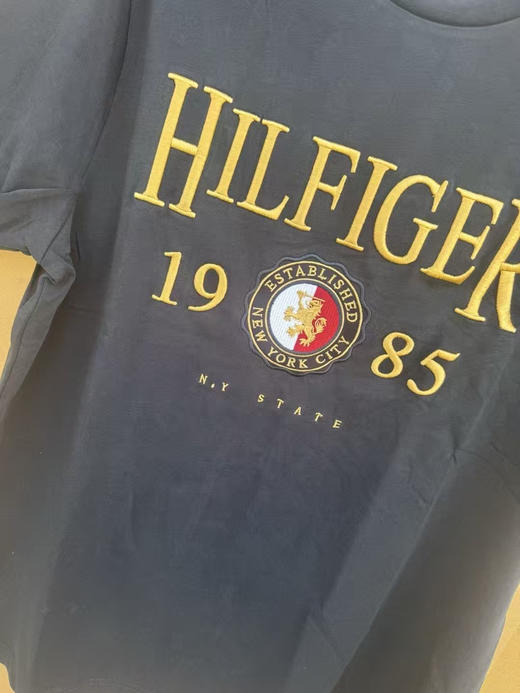 HILFIGER
19 85
ESTABLISHED
NEW YORK CITY
N.Y STATE